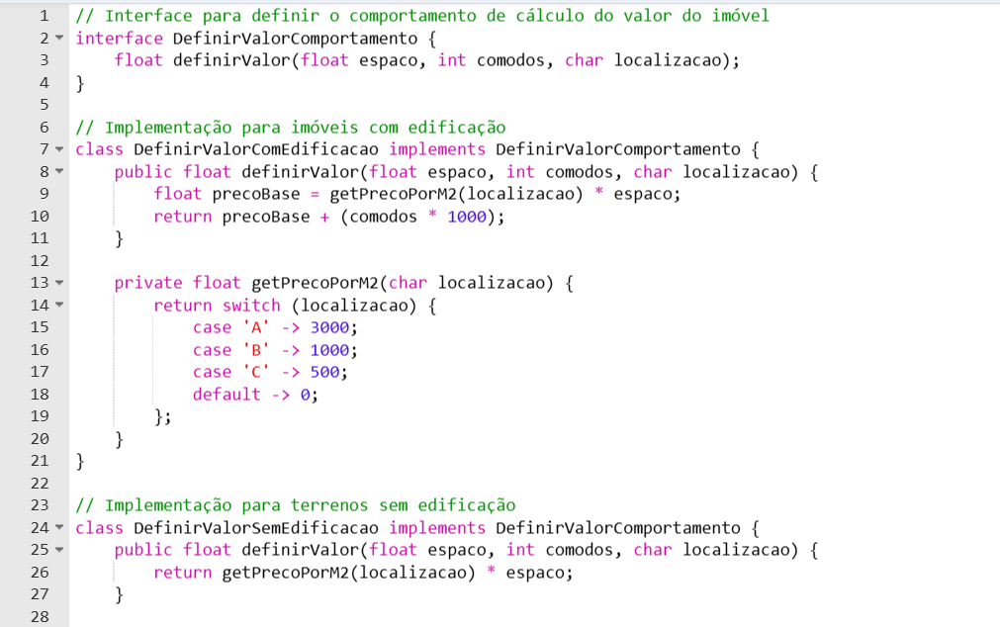 1 // Interface para definir o comportamento de cálculo do valor do imóvel
2 interface DefinirValorComportamento {
3     float definirValor(float espaco, int comodos, char localizacao);
4 }
5
6 // Implementação para imóveis com edificação
7 class DefinirValorComEdificacao implements DefinirValorComportamento {
8     public float definirValor(float espaco, int comodos, char localizacao) {
9         float precoBase = getPrecoPorM2(localizacao) * espaco;
10         return precoBase + (comodos * 1000);
11     }
12
13     private float getPrecoPorM2(char localizacao) {
14         return switch (localizacao) {
15             case 'A' -> 3000;
16             case 'B' -> 1000;
17             case 'C' -> 500;
18             default -> 0;
19         };
20     }
21 }
22
23 // Implementação para terrenos sem edificação
24 class DefinirValorSemEdificacao implements DefinirValorComportamento {
25     public float definirValor(float espaco, int comodos, char localizacao) {
26         return getPrecoPorM2(localizacao) * espaco;
27     }
28